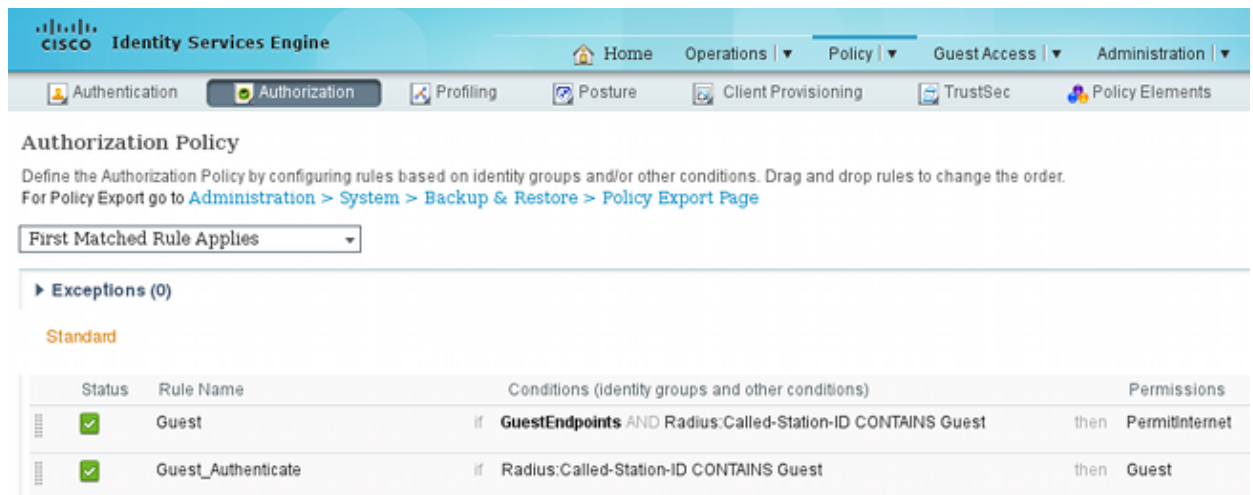 CISCO Identity Services Engine
Home Operations | ▼ Policy | ▼ Guest Access | ▼ Administration | ▼
Authentication Authorization Profiling Posture Client Provisioning TrustSec Policy Elements
Authorization Policy
Define the Authorization Policy by configuring rules based on identity groups and/or other conditions. Drag and drop rules to change the order.
For Policy Export go to Administration > System > Backup & Restore > Policy Export Page
First Matched Rule Applies
Exceptions (0)
Standard
Status Rule Name Conditions (identity groups and other conditions) Permissions
Guest if GuestEndpoints AND Radius:Called-Station-ID CONTAINS Guest then PermitInternet
Guest_Authenticate if Radius:Called-Station-ID CONTAINS Guest then Guest